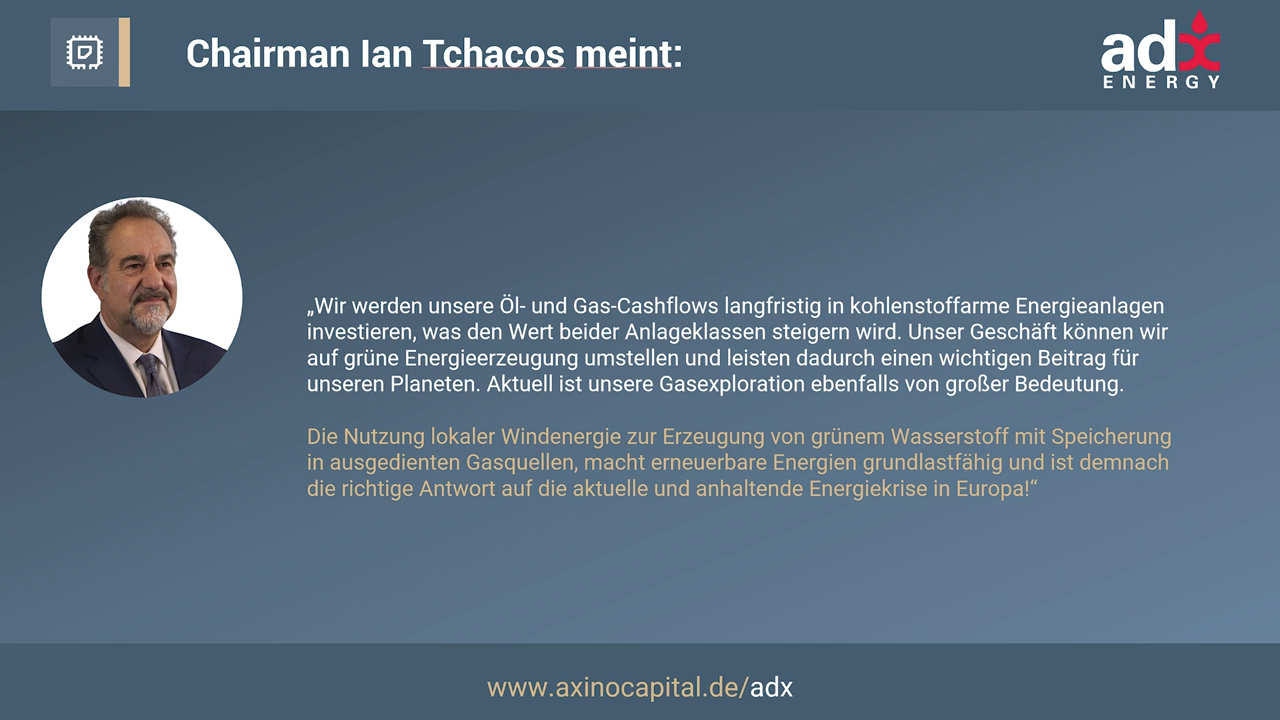 Chairman Ian Tchacos meint:
adx
ENERGY
„Wir werden unsere Öl- und Gas-Cashflows langfristig in kohlenstoffarme Energieanlagen
investieren, was den Wert beider Anlageklassen steigern wird. Unser Geschäft können wir
auf grüne Energieerzeugung umstellen und leisten dadurch einen wichtigen Beitrag für
unseren Planeten. Aktuell ist unsere Gasexploration ebenfalls von großer Bedeutung.
Die Nutzung lokaler Windenergie zur Erzeugung von grünem Wasserstoff mit Speicherung
in ausgedienten Gasquellen, macht erneuerbare Energien grundlastfähig und ist demnach
die richtige Antwort auf die aktuelle und anhaltende Energiekrise in Europa!“
www.axinocapital.de/adx